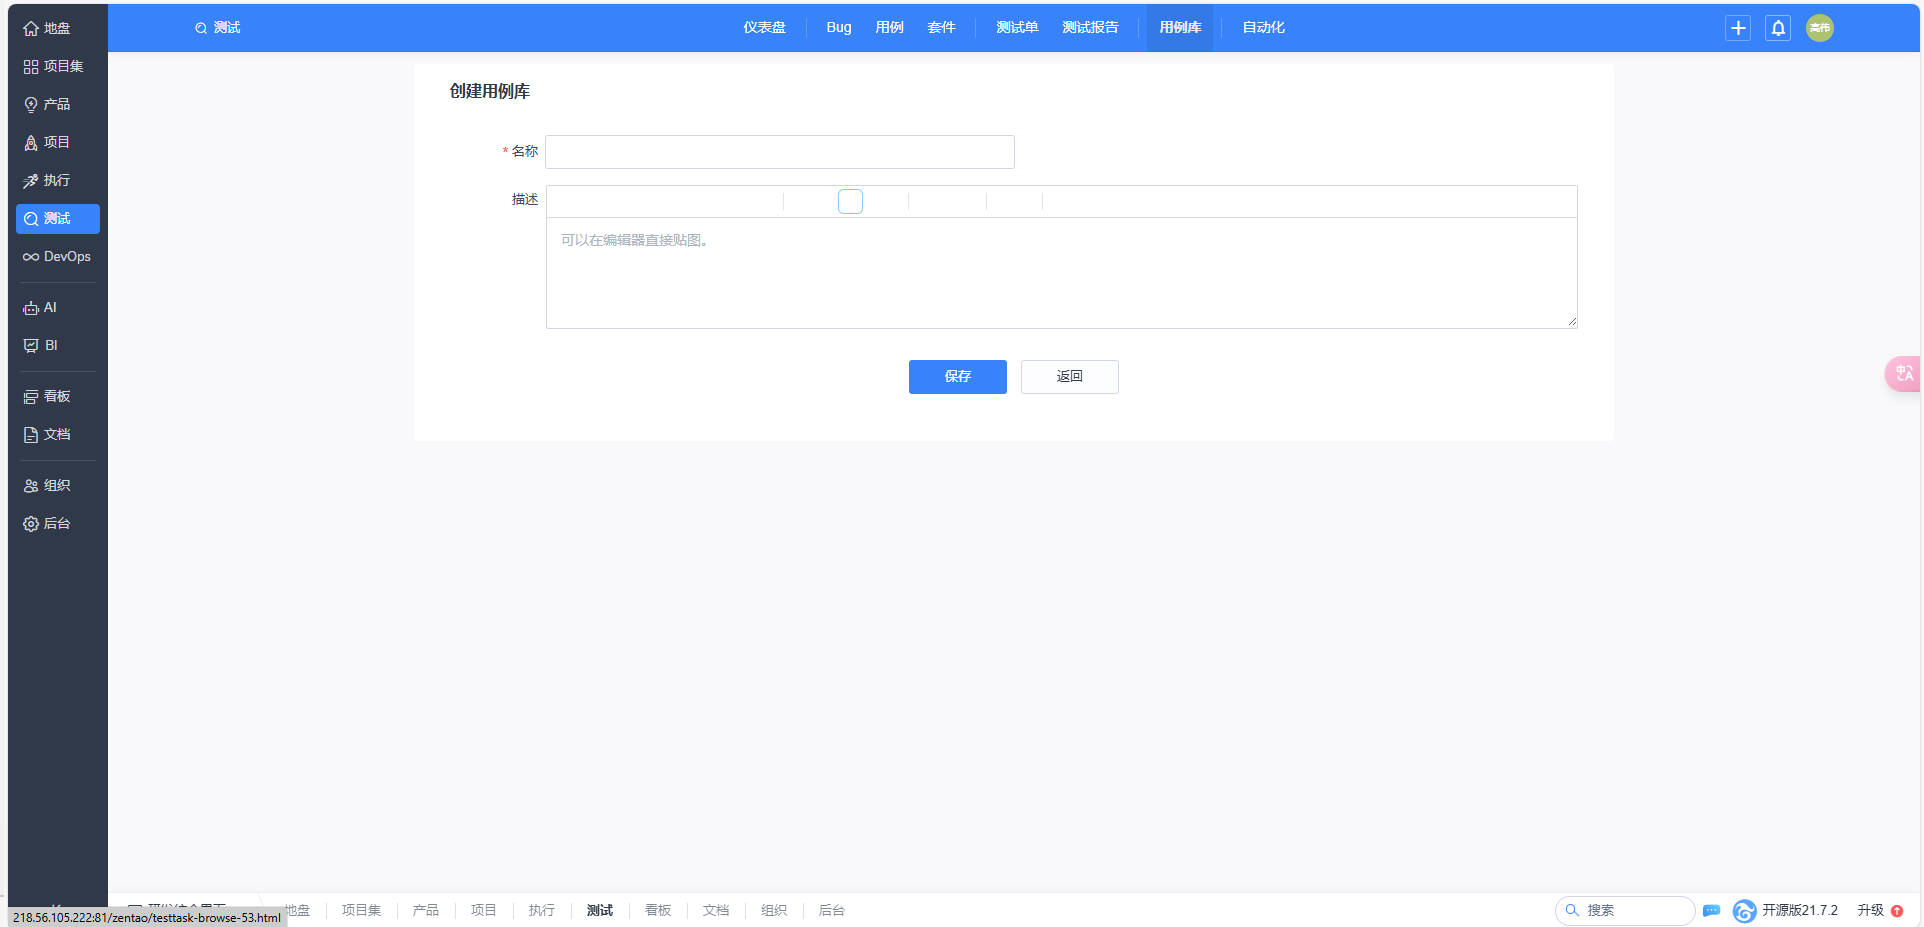 地盘
项目集
产品
项目
执行
测试
DevOps
AI
BI
看板
文档
组织
后台
测试
仪表盘 Bug 用例 套件 测试单 测试报告 用例库 自动化
高伟
创建用例库
* 名称
描述
可以在编辑器直接贴图。
保存 返回
中A
218.56.105.222:81/zentao/testtask-browse-53.html
地盘 项目集 产品 项目 执行 测试 看板 文档 组织 后台
搜索 开源版21.7.2 升级